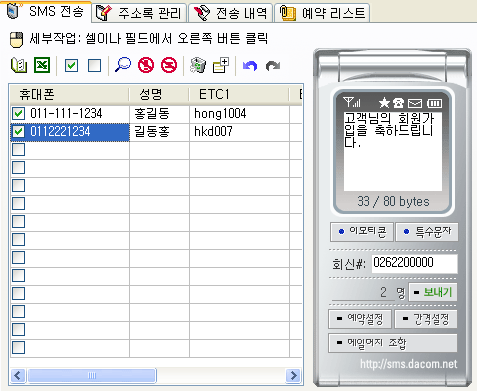 SMS 전송
주소록 관리
전송 내역
예약 리스트
세부작업: 셀이나 필드에서 오른쪽 버튼 클릭
휴대폰 성명 ETC1
011-111-1234 홍길동 hong1004
0112221234 길동홍 hkd007
고객님의 회원가
입을 축하드립니
다.
33 / 80 bytes
이모티콘 특수문자
회신#: 0262200000
2 명 보내기
예약설정 간격설정
메일머지 조합
http://sms.dacom.net